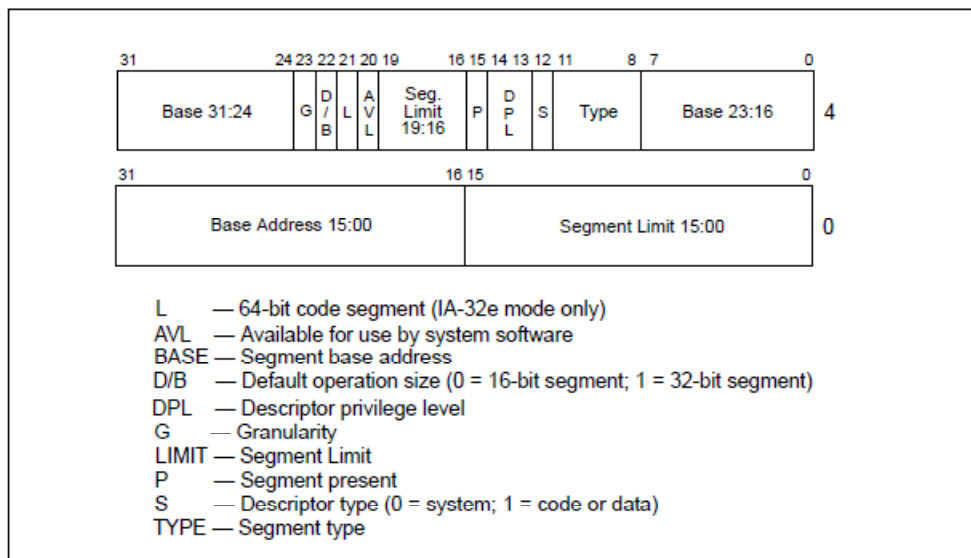 31 24 23 22 21 20 19 16 15 14 13 12 11 8 7 0
Base 31:24 G D/B L AVL Seg. Limit 19:16 P DPL S Type Base 23:16 4
31 16 15 0
Base Address 15:00 Segment Limit 15:00 0
L — 64-bit code segment (IA-32e mode only)
AVL — Available for use by system software
BASE — Segment base address
D/B — Default operation size (0 = 16-bit segment; 1 = 32-bit segment)
DPL — Descriptor privilege level
G — Granularity
LIMIT — Segment Limit
P — Segment present
S — Descriptor type (0 = system; 1 = code or data)
TYPE — Segment type